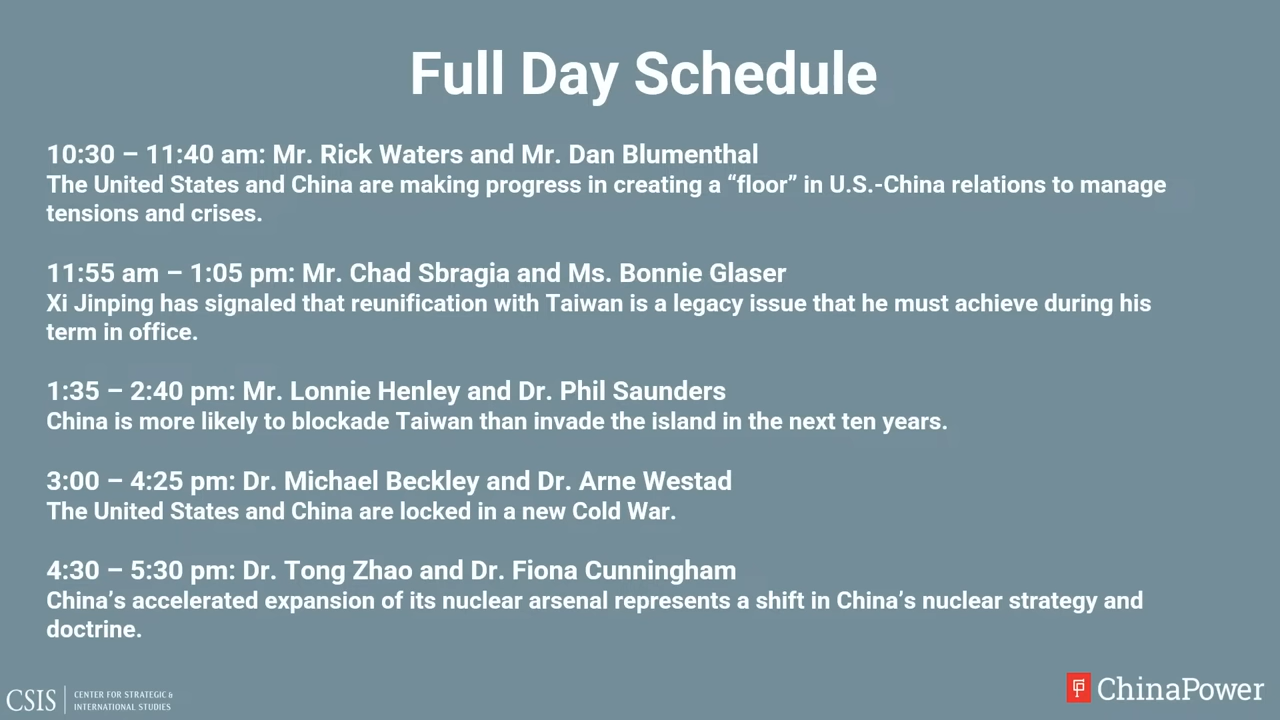 Full Day Schedule
10:30 – 11:40 am: Mr. Rick Waters and Mr. Dan Blumenthal
The United States and China are making progress in creating a “floor” in U.S.-China relations to manage
tensions and crises.
11:55 am – 1:05 pm: Mr. Chad Sbragia and Ms. Bonnie Glaser
Xi Jinping has signaled that reunification with Taiwan is a legacy issue that he must achieve during his
term in office.
1:35 – 2:40 pm: Mr. Lonnie Henley and Dr. Phil Saunders
China is more likely to blockade Taiwan than invade the island in the next ten years.
3:00 – 4:25 pm: Dr. Michael Beckley and Dr. Arne Westad
The United States and China are locked in a new Cold War.
4:30 – 5:30 pm: Dr. Tong Zhao and Dr. Fiona Cunningham
China’s accelerated expansion of its nuclear arsenal represents a shift in China’s nuclear strategy and
doctrine.
CSIS
CENTER FOR STRATEGIC &
INTERNATIONAL STUDIES
ChinaPower